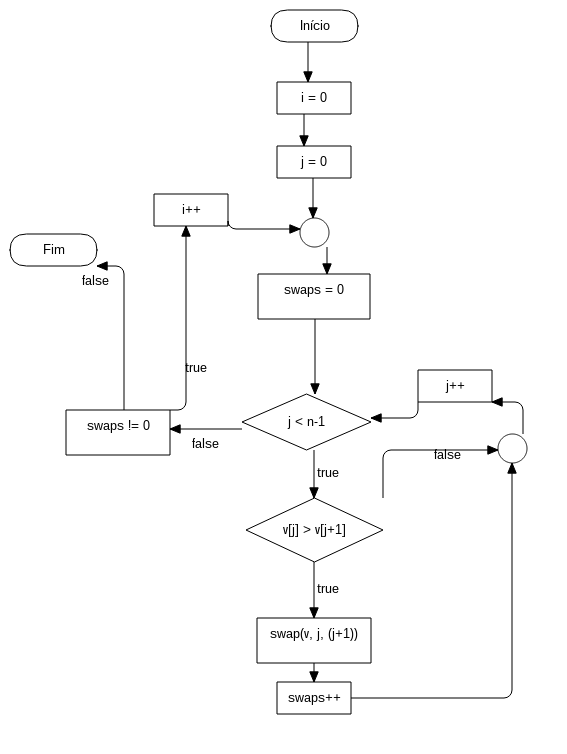 Início
i = 0
j = 0
i++
Fim
false
swaps = 0
true
j++
swaps != 0
j < n-1
false
false
true
v[j] > v[j+1]
true
swap(v, j, (j+1))
swaps++